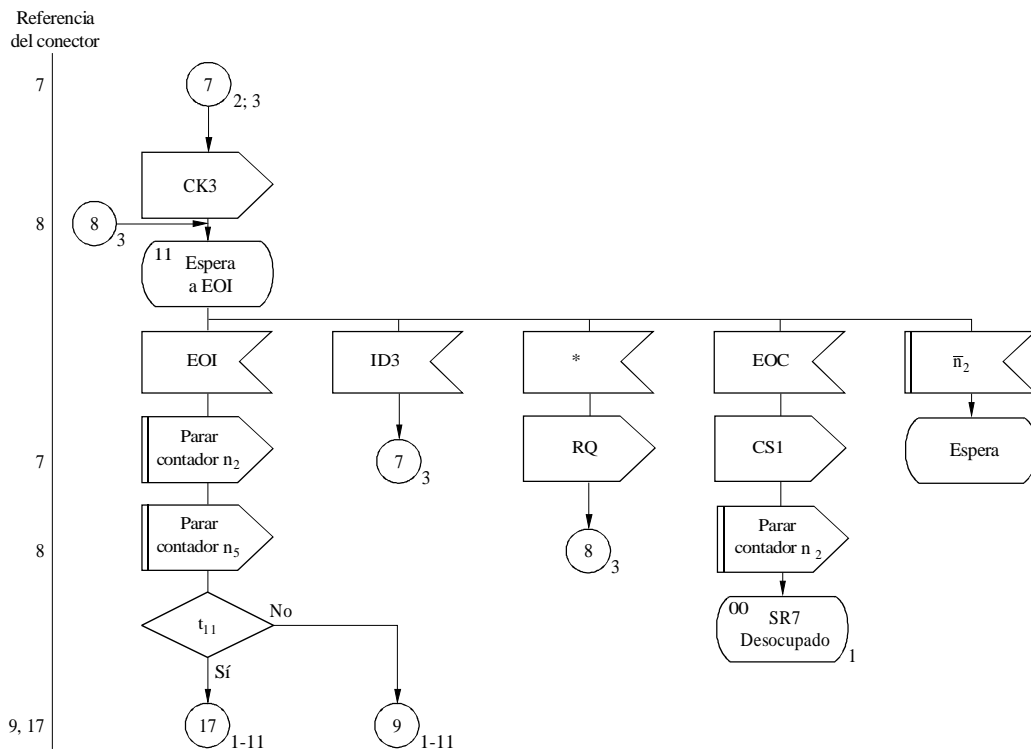 Referencia
del conector
7
7
2; 3
CK3
8
8
3
11
Espera
a EOI
EOI
ID3
*
EOC
n̅₂
Parar
contador n₂
7
3
RQ
CS1
Espera
7
Parar
contador n₅
8
3
Parar
contador n₂
8
t₁₁
No
Sí
00
SR7
Desocupado
1
9, 17
17
1-11
9
1-11